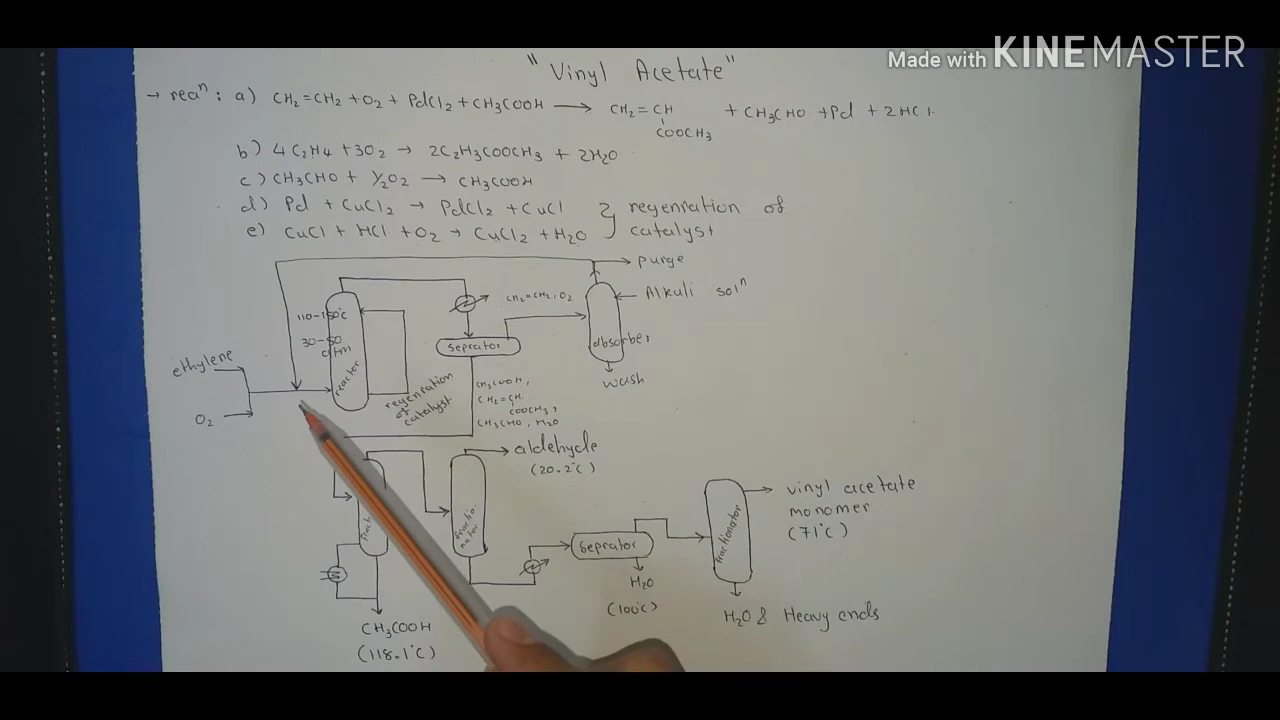 Made with KINEMASTER
"Vinyl Acetate"
→ reaⁿ: a) CH₂=CH₂ + O₂ + PdCl₂ + CH₃COOH → CH₂=CH + CH₃CHO + Pd + 2HCl.
COOCH₃
b) 4C₂H₄ + 3O₂ → 2C₂H₃COOCH₃ + 2H₂O
c) CH₃CHO + ½O₂ → CH₃COOH
d) Pd + CuCl₂ → PdCl₂ + CuCl } regenration of
e) CuCl + HCl + O₂ → CuCl₂ + H₂O } catalyst
purge
CH₂=CH₂, O₂
Alkuli solⁿ
110-150°C
30-50
atm
reactor
Seprator
absorber
wash
ethylene
O₂
regenration
of
catalyst
CH₃COOH,
CH₂=CH
COOCH₃,
CH₃CHO, H₂O
aldehyde
(20.2°C)
fractio
nator
Seprator
H₂O
(100°C)
fractionator
vinyl acetate
monomer
(71°C)
H₂O & Heavy ends
CH₃COOH
(118.1°C)